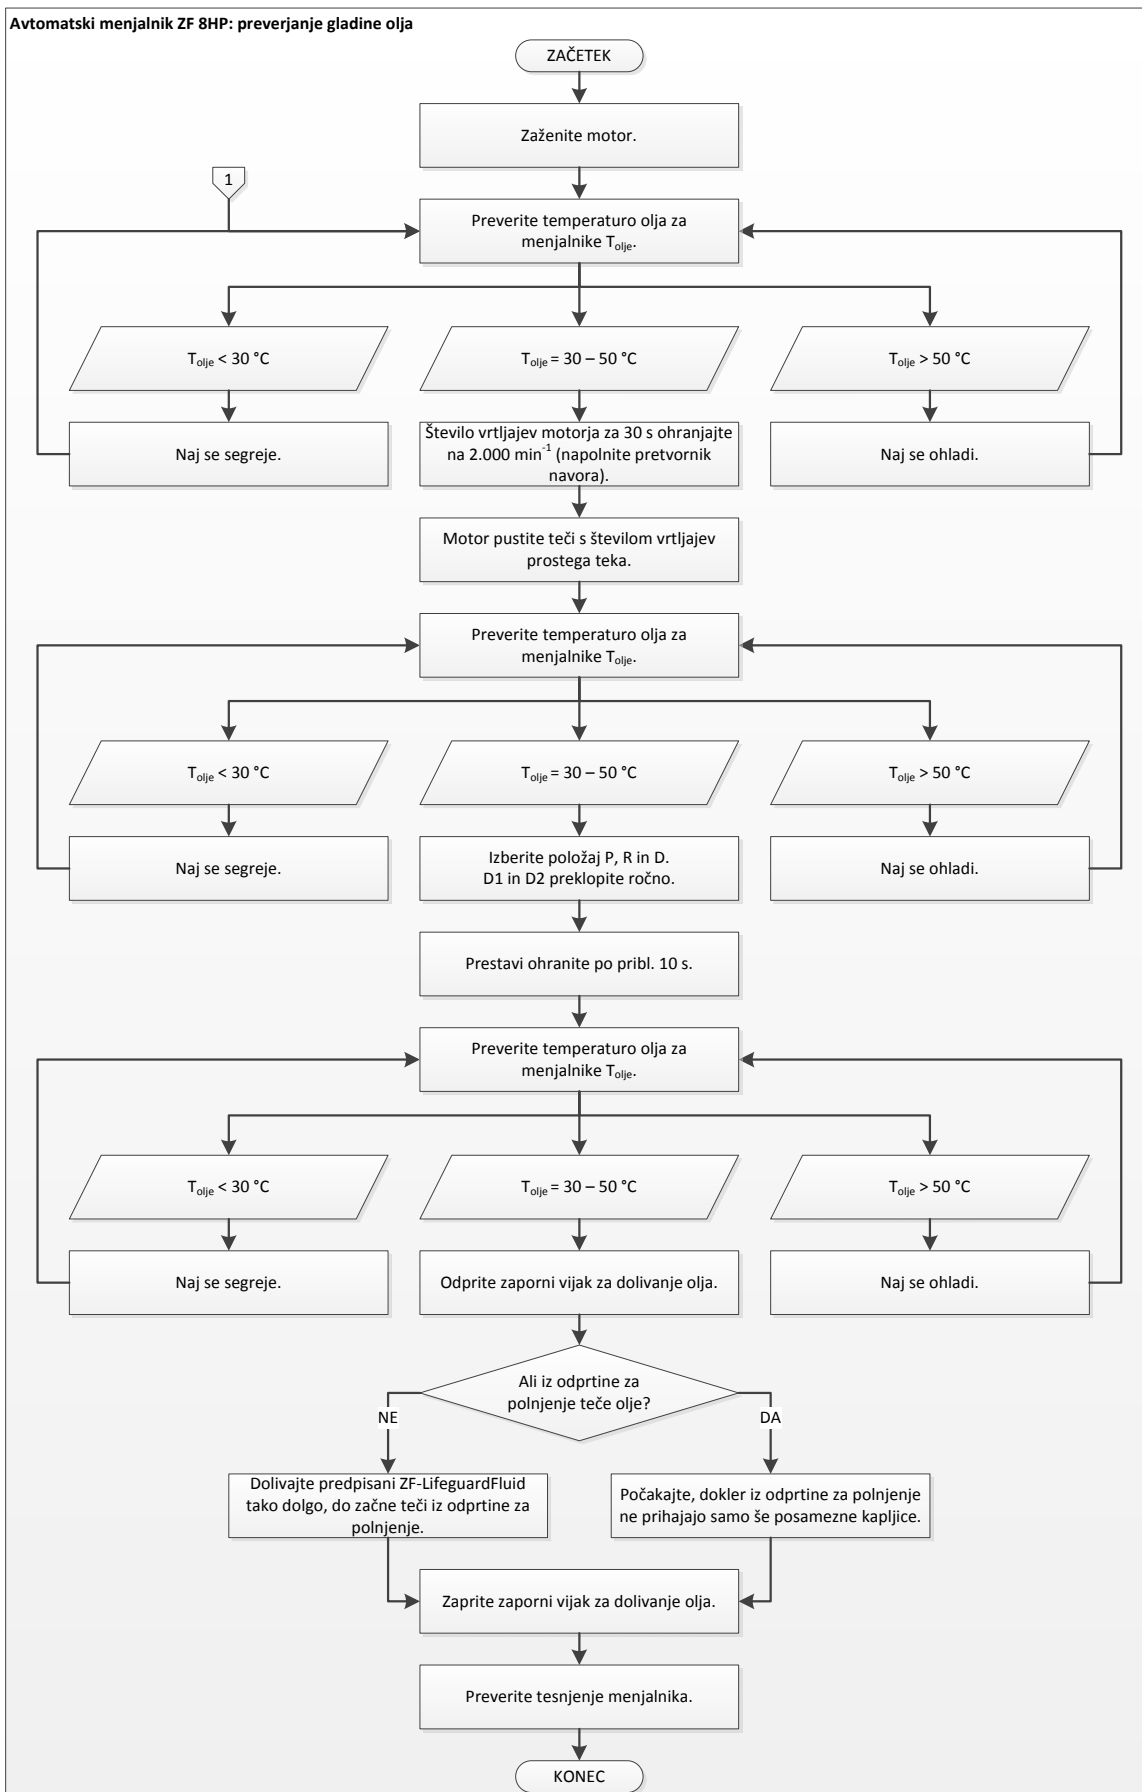 Avtomatski menjalnik ZF 8HP: preverjanje gladine olja
ZAČETEK
Zaženite motor.
1
Preverite temperaturo olja za
menjalnike Tolje.
Tolje < 30 °C
Tolje = 30 – 50 °C
Tolje > 50 °C
Naj se segreje.
Število vrtljajev motorja za 30 s ohranjajte
na 2.000 min-1 (napolnite pretvornik
navora).
Naj se ohladi.
Motor pustite teči s številom vrtljajev
prostega teka.
Preverite temperaturo olja za
menjalnike Tolje.
Tolje < 30 °C
Tolje = 30 – 50 °C
Tolje > 50 °C
Naj se segreje.
Izberite položaj P, R in D.
D1 in D2 preklopite ročno.
Naj se ohladi.
Prestavi ohranite po pribl. 10 s.
Preverite temperaturo olja za
menjalnike Tolje.
Tolje < 30 °C
Tolje = 30 – 50 °C
Tolje > 50 °C
Naj se segreje.
Odprite zaporni vijak za dolivanje olja.
Naj se ohladi.
Ali iz odprtine za
polnjenje teče olje?
NE
DA
Dolivajte predpisani ZF-LifeguardFluid
tako dolgo, do začne teči iz odprtine za
polnjenje.
Počakajte, dokler iz odprtine za polnjenje
ne prihajajo samo še posamezne kapljice.
Zaprite zaporni vijak za dolivanje olja.
Preverite tesnjenje menjalnika.
KONEC